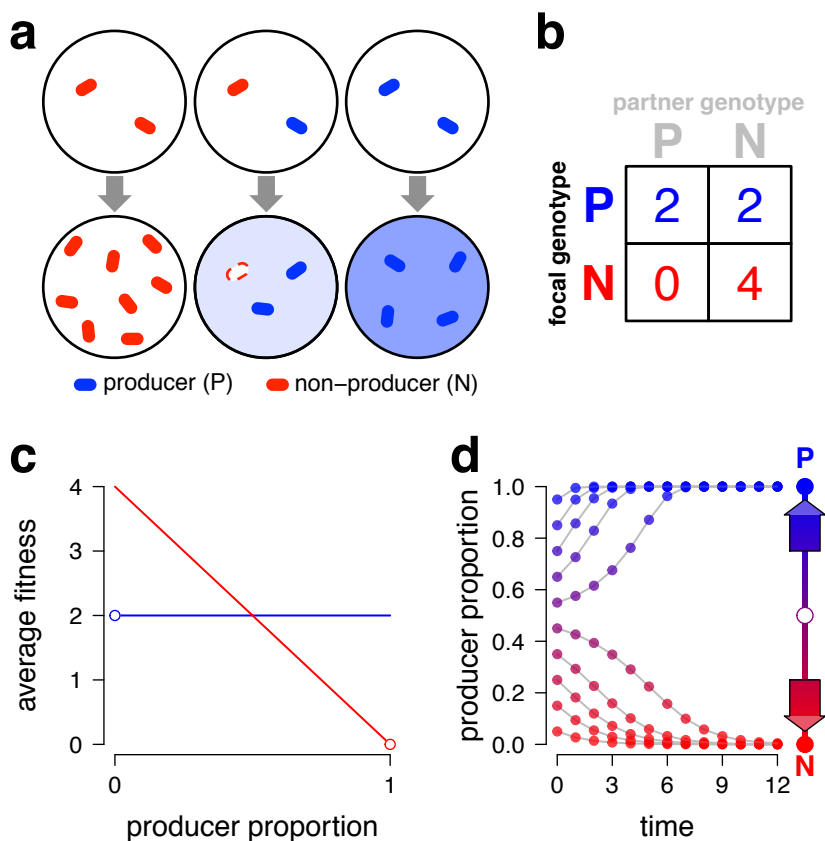 a
producer (P)
non−producer (N)
b
partner genotype
P N
focal genotype
P 2 2
N 0 4
c
average fitness
4
3
2
1
0
0 1
producer proportion
d
producer proportion
1.0
0.8
0.6
0.4
0.2
0.0
0 3 6 9 12
time
P
N